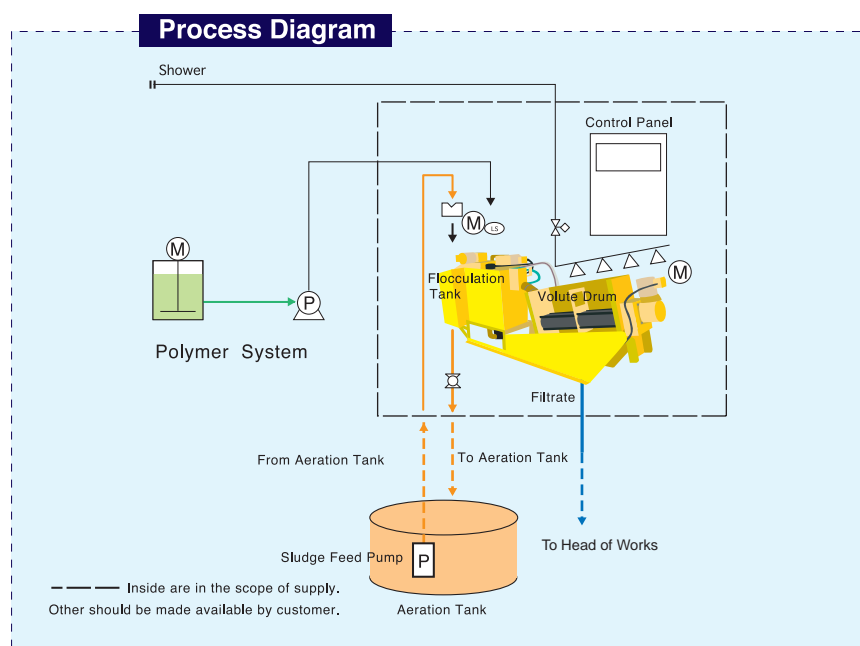 Process Diagram
Shower
Control Panel
M
LS
M
Flocculation
Tank
Volute Drum
M
P
Polymer System
Filtrate
From Aeration Tank
To Aeration Tank
To Head of Works
Sludge Feed Pump
P
Inside are in the scope of supply.
Other should be made available by customer.
Aeration Tank